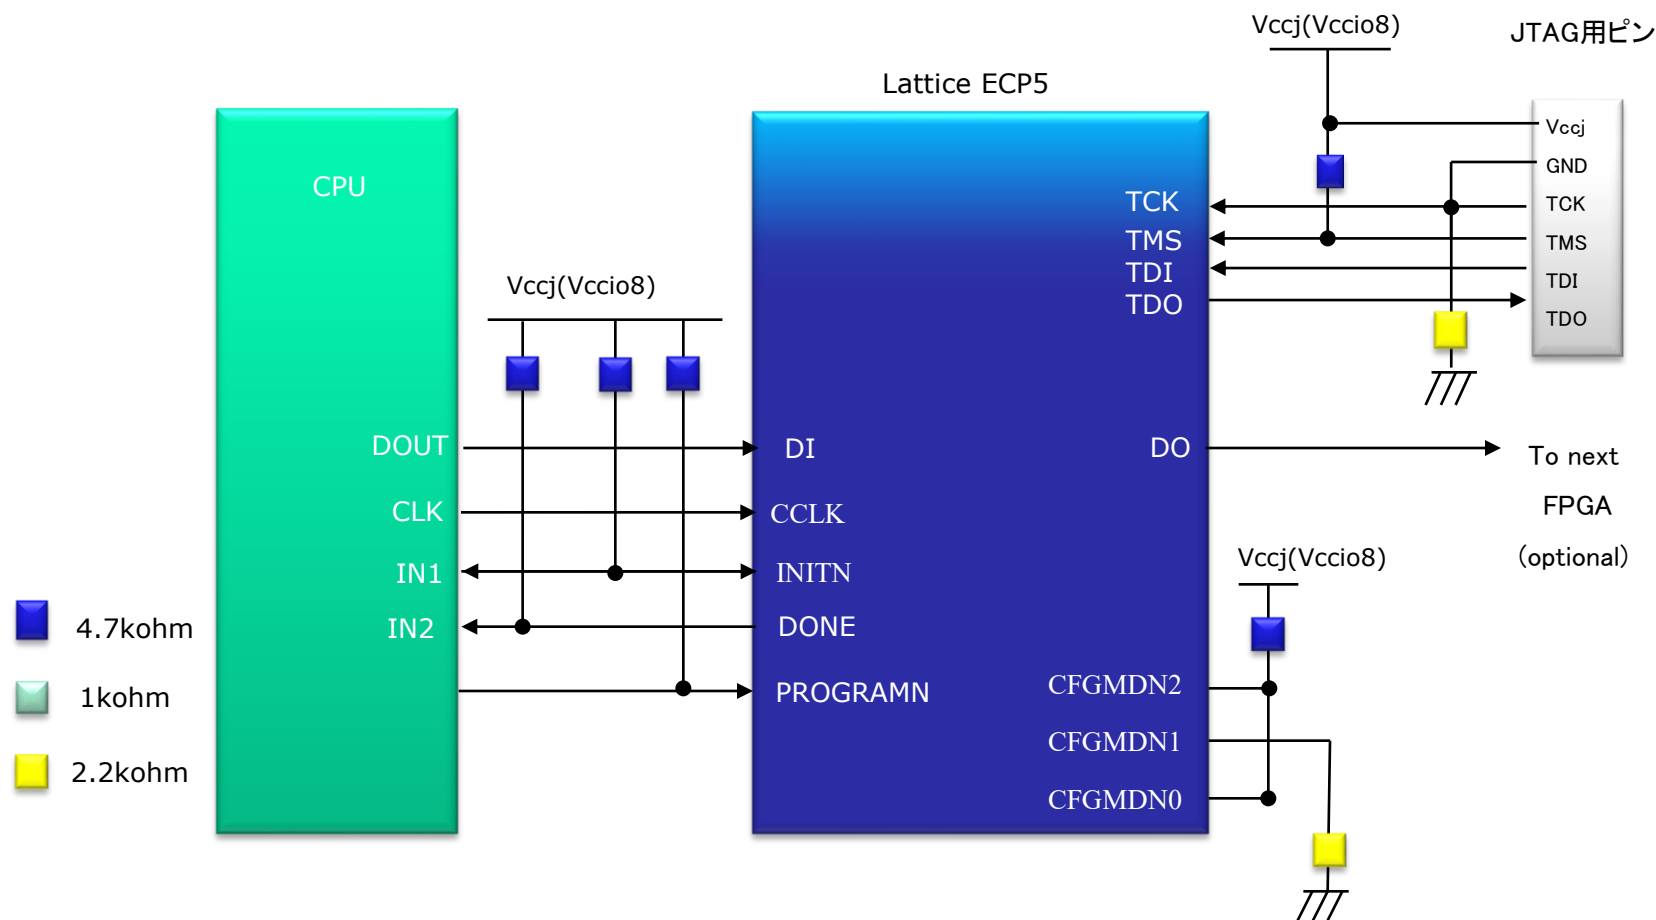 Vccj(Vccio8)
JTAG用ピン
Lattice ECP5
Vccj
GND
TCK
TMS
TDI
TDO
CPU
TCK
TMS
TDI
TDO
Vccj(Vccio8)
DOUT
CLK
IN1
IN2
DI
CCLK
INITN
DONE
PROGRAMN
DO
To next
FPGA
(optional)
Vccj(Vccio8)
CFGMDN2
CFGMDN1
CFGMDN0
4.7kohm
1kohm
2.2kohm